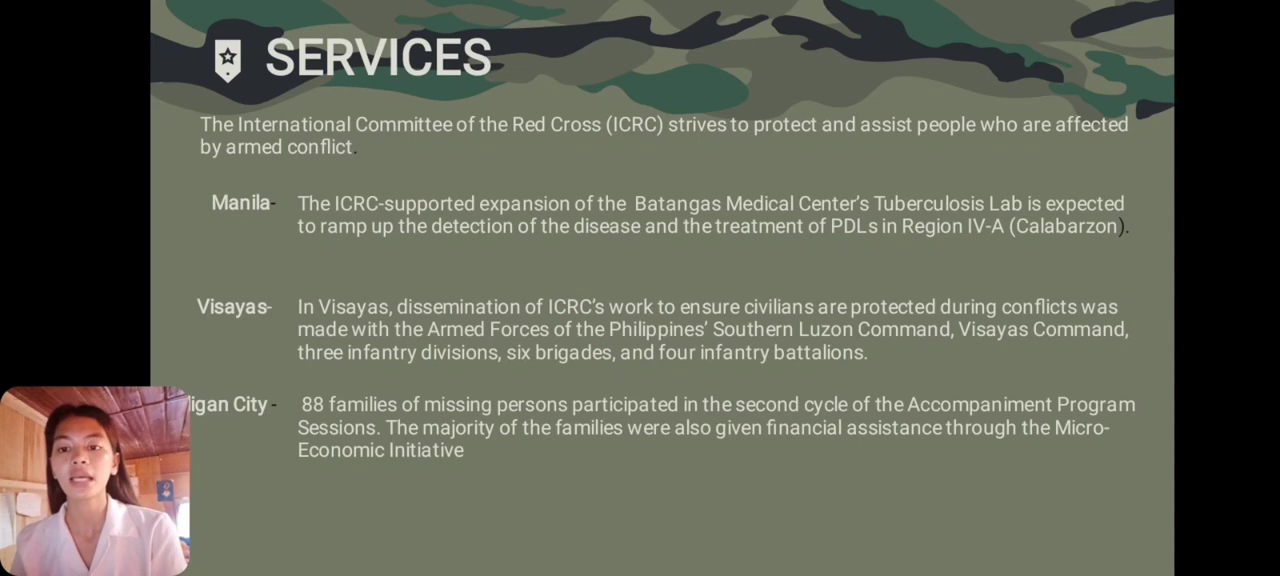 SERVICES
The International Committee of the Red Cross (ICRC) strives to protect and assist people who are affected
by armed conflict.
Manila- The ICRC-supported expansion of the Batangas Medical Center's Tuberculosis Lab is expected
to ramp up the detection of the disease and the treatment of PDLs in Region IV-A (Calabarzon).
Visayas- In Visayas, dissemination of ICRC's work to ensure civilians are protected during conflicts was
made with the Armed Forces of the Philippines' Southern Luzon Command, Visayas Command,
three infantry divisions, six brigades, and four infantry battalions.
City - 88 families of missing persons participated in the second cycle of the Accompaniment Program
Sessions. The majority of the families were also given financial assistance through the Micro-
Economic Initiative